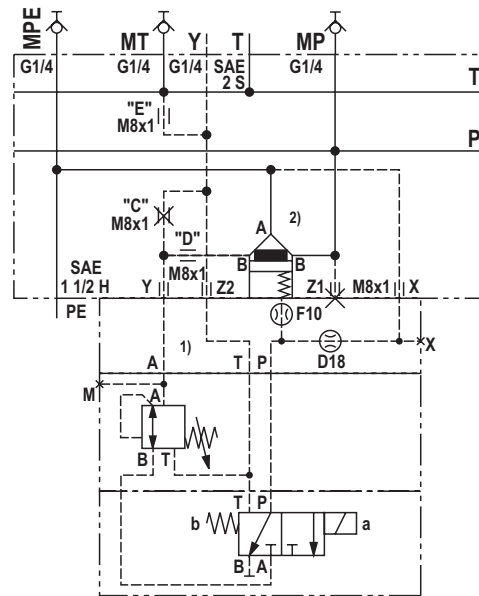 MPE MT Y T MP
G1/4 G1/4 G1/4 SAE 2 S G1/4
T
"E"
M8x1
P
"C"
M8x1
A 2)
"D"
B B
M8x1
SAE
1 1/2 H
Y Z2 Z1 M8x1 X
PE
F10
1)
D18 X
A T P
M A
B T
T P
b a
B A